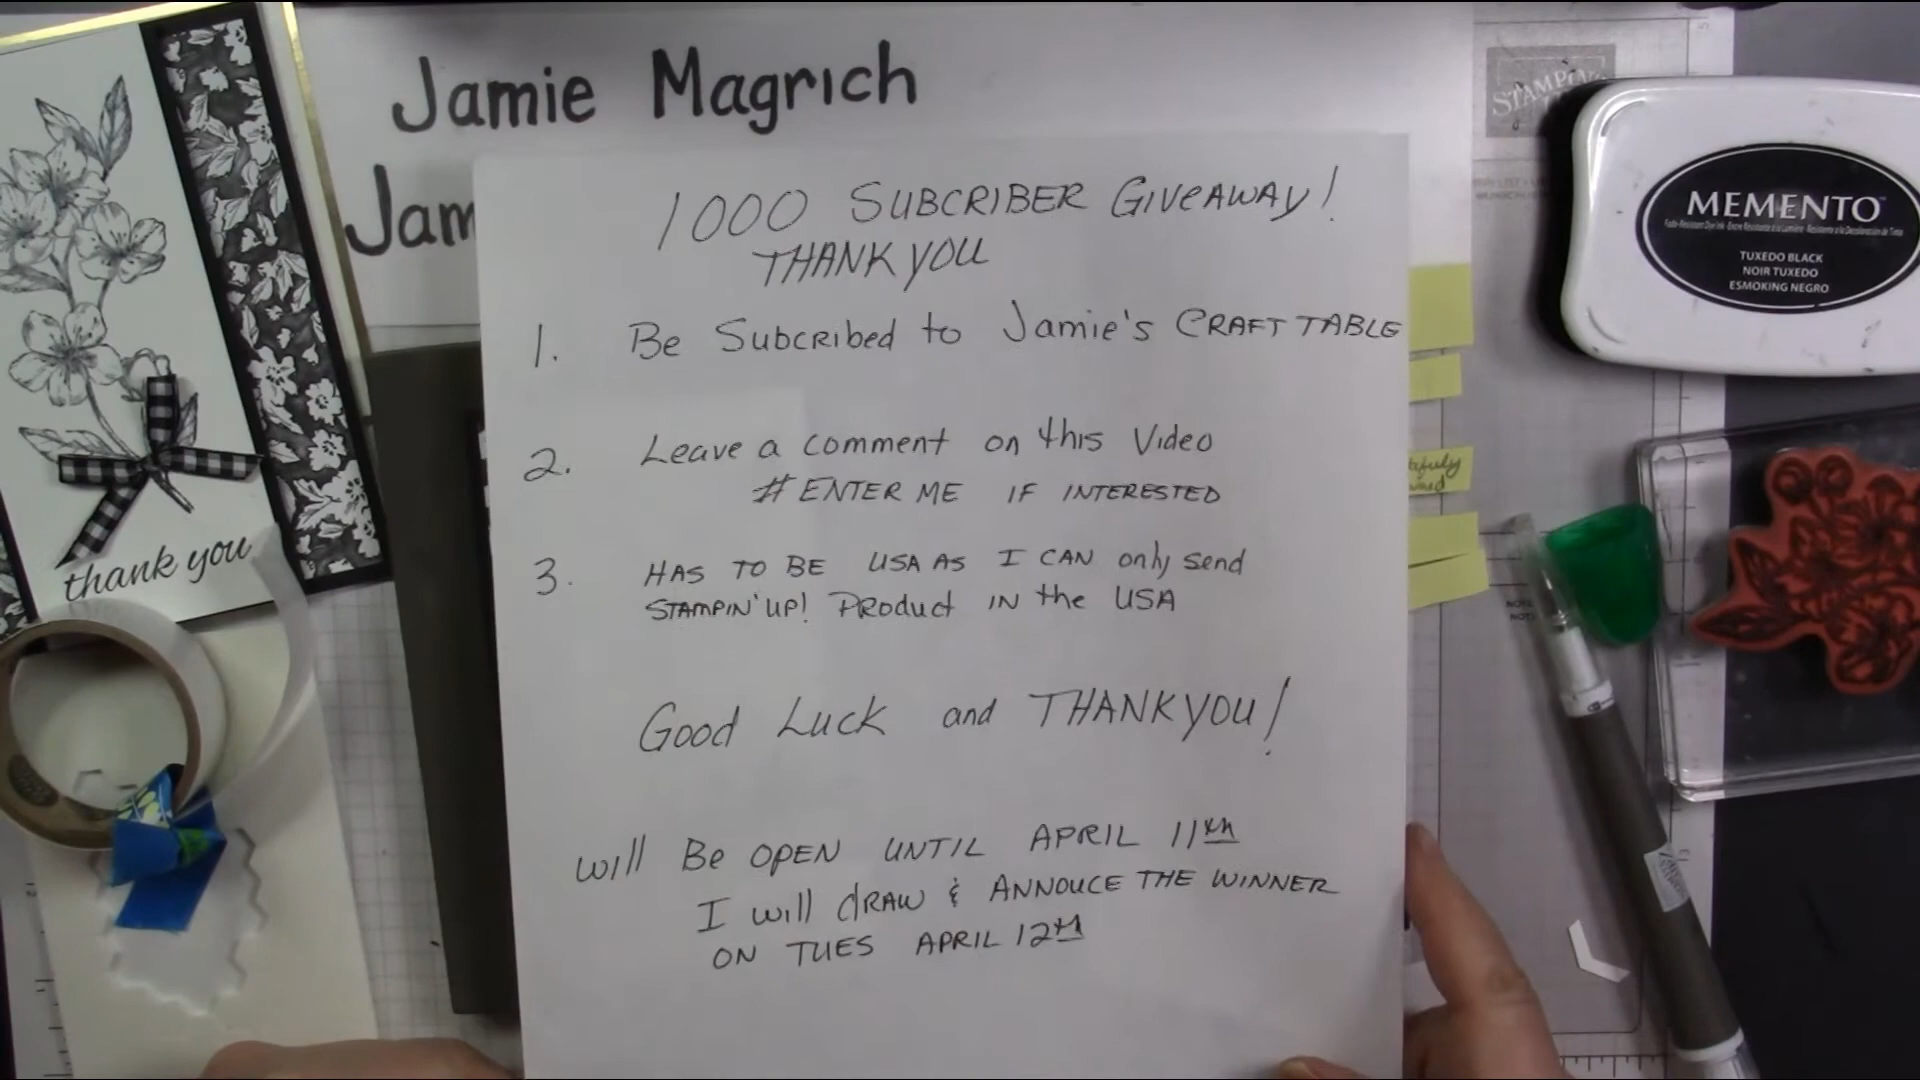 Jamie Magrich
Jam
1000 SUBCRIBER GIVEAWAY!
THANK YOU
1. Be Subcribed to Jamie's CRAFT TABLE
2. Leave a comment on this Video
# ENTER ME IF INTERESTED
3. HAS TO BE USA AS I CAN only send
STAMPIN' UP! PRODuct IN the USA
Good Luck and THANK YOU!
will Be OPEN UNTIL APRIL 11th
I will DRAW & ANNOUCE THE WINNER
ON TUES APRIL 12th
thank you
STAMPIN'
MEMENTO
TUXEDO BLACK
NOIR TUXEDO
ESMOKING NEGRO